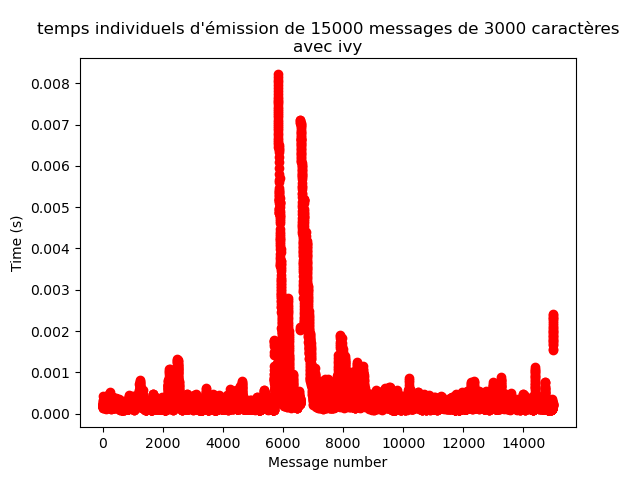 temps individuels d'émission de 15000 messages de 3000 caractères
avec ivy
0.008
0.007
0.006
0.005
0.004
0.003
0.002
0.001
0.000
Time (s)
0 2000 4000 6000 8000 10000 12000 14000
Message number